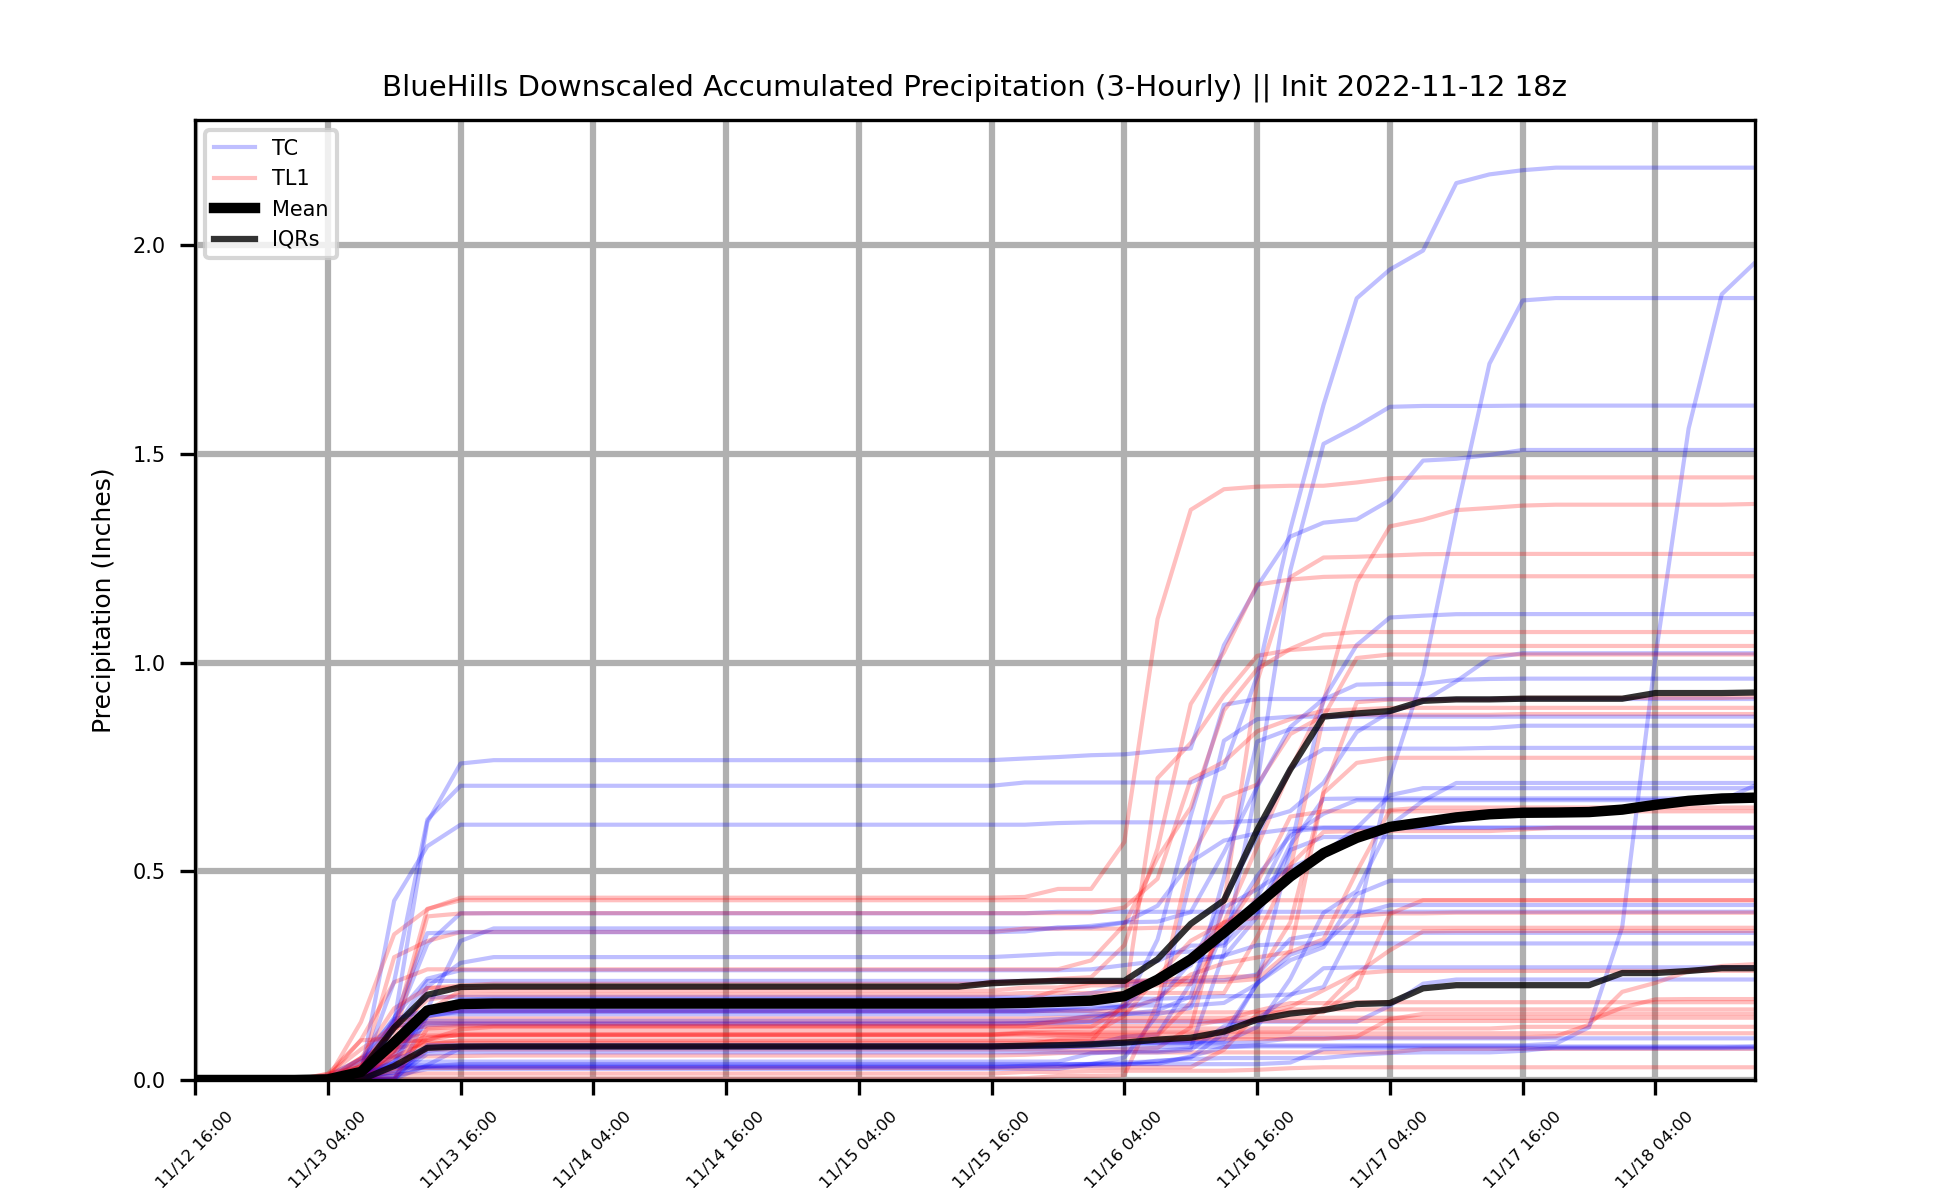 BlueHills Downscaled Accumulated Precipitation (3-Hourly) || Init 2022-11-12 18z
TC
TL1
Mean
IQRs
Precipitation (Inches)
2.0
1.5
1.0
0.5
0.0
11/12 16:00
11/13 04:00
11/13 16:00
11/14 04:00
11/14 16:00
11/15 04:00
11/15 16:00
11/16 04:00
11/16 16:00
11/17 04:00
11/17 16:00
11/18 04:00